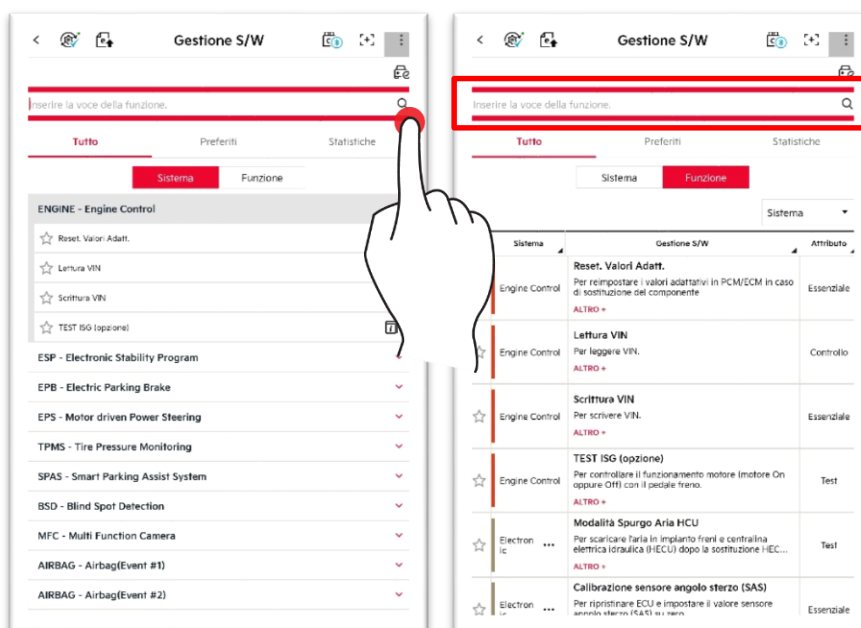 Gestione S/W
Inserire la voce della funzione.
Tutto Preferiti Statistiche
Sistema Funzione
ENGINE - Engine Control
Reset. Valori Adatt.
Lettura VIN
Scrittura VIN
TEST ISG (opzione)
ESP - Electronic Stability Program
EPB - Electric Parking Brake
EPS - Motor driven Power Steering
TPMS - Tire Pressure Monitoring
SPAS - Smart Parking Assist System
BSD - Blind Spot Detection
MFC - Multi Function Camera
AIRBAG - Airbag(Event #1)
AIRBAG - Airbag(Event #2)
Gestione S/W
Inserire la voce della funzione.
Tutto Preferiti Statistiche
Sistema Funzione
Sistema
Sistema Gestione S/W Attributo
Reset. Valori Adatt.
Engine Control Per reimpostare i valori adattativi in PCM/ECM in caso Essenziale
di sostituzione del componente
ALTRO +
Lettura VIN
Engine Control Per leggere VIN. Controllo
ALTRO +
Scrittura VIN
Engine Control Per scrivere VIN. Essenziale
ALTRO +
TEST ISG (opzione)
Engine Control Per controllare il funzionamento motore (motore On Test
oppure Off) con il pedale freno.
ALTRO +
Modalità Spurgo Aria HCU
Electron ic ... Per scaricare l'aria in impianto freni e centralina Test
elettrica idraulica (HECU) dopo la sostituzione HEC...
ALTRO +
Calibrazione sensore angolo sterzo (SAS)
Electron ... Per ripristinare ECU e impostare il valore sensore Essenziale
angolo sterzo (SAS) su zero